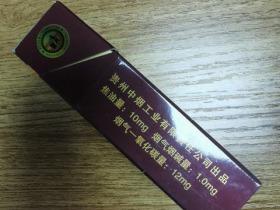 贵州中烟工业有限责任公司出品
焦油量：10mg 烟气烟碱量：1.0mg
烟气一氧化碳量：12mg